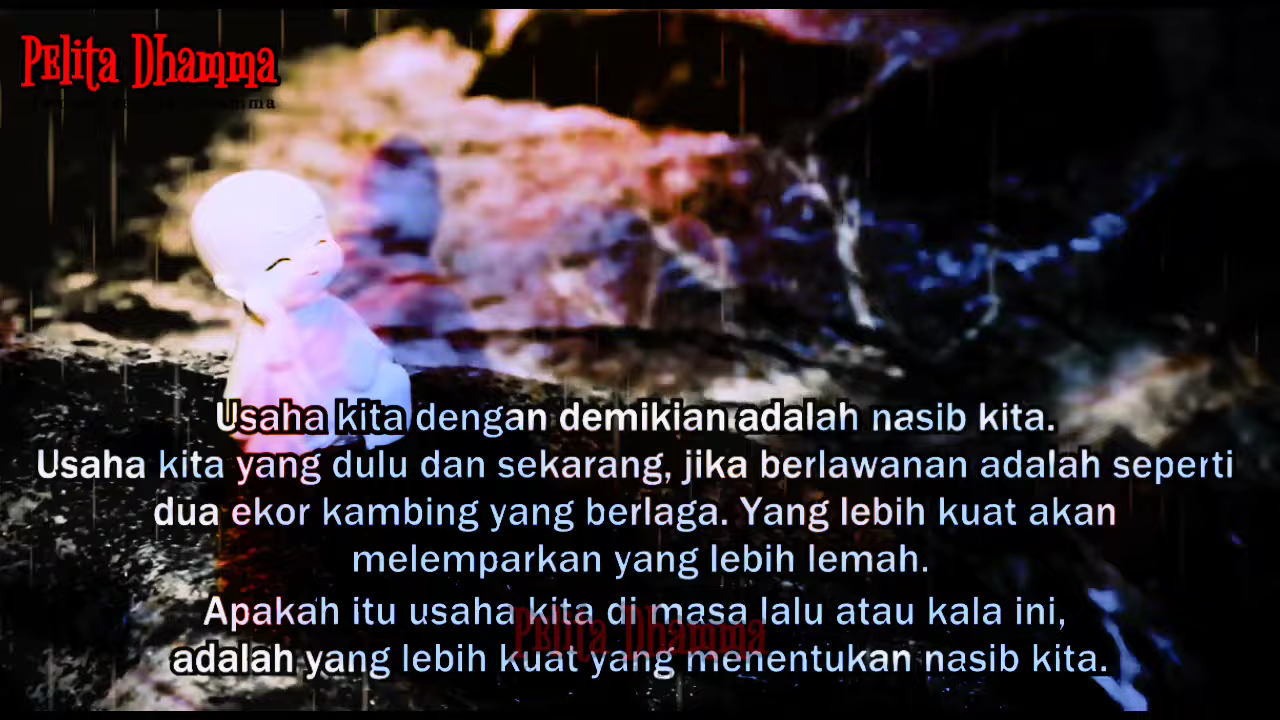 Pelita Dhamma
Usaha kita dengan demikian adalah nasib kita.
Usaha kita yang dulu dan sekarang, jika berlawanan adalah seperti
dua ekor kambing yang berlaga. Yang lebih kuat akan
melemparkan yang lebih lemah.
Apakah itu usaha kita di masa lalu atau kala ini,
Pelita Dhamma
adalah yang lebih kuat yang menentukan nasib kita.